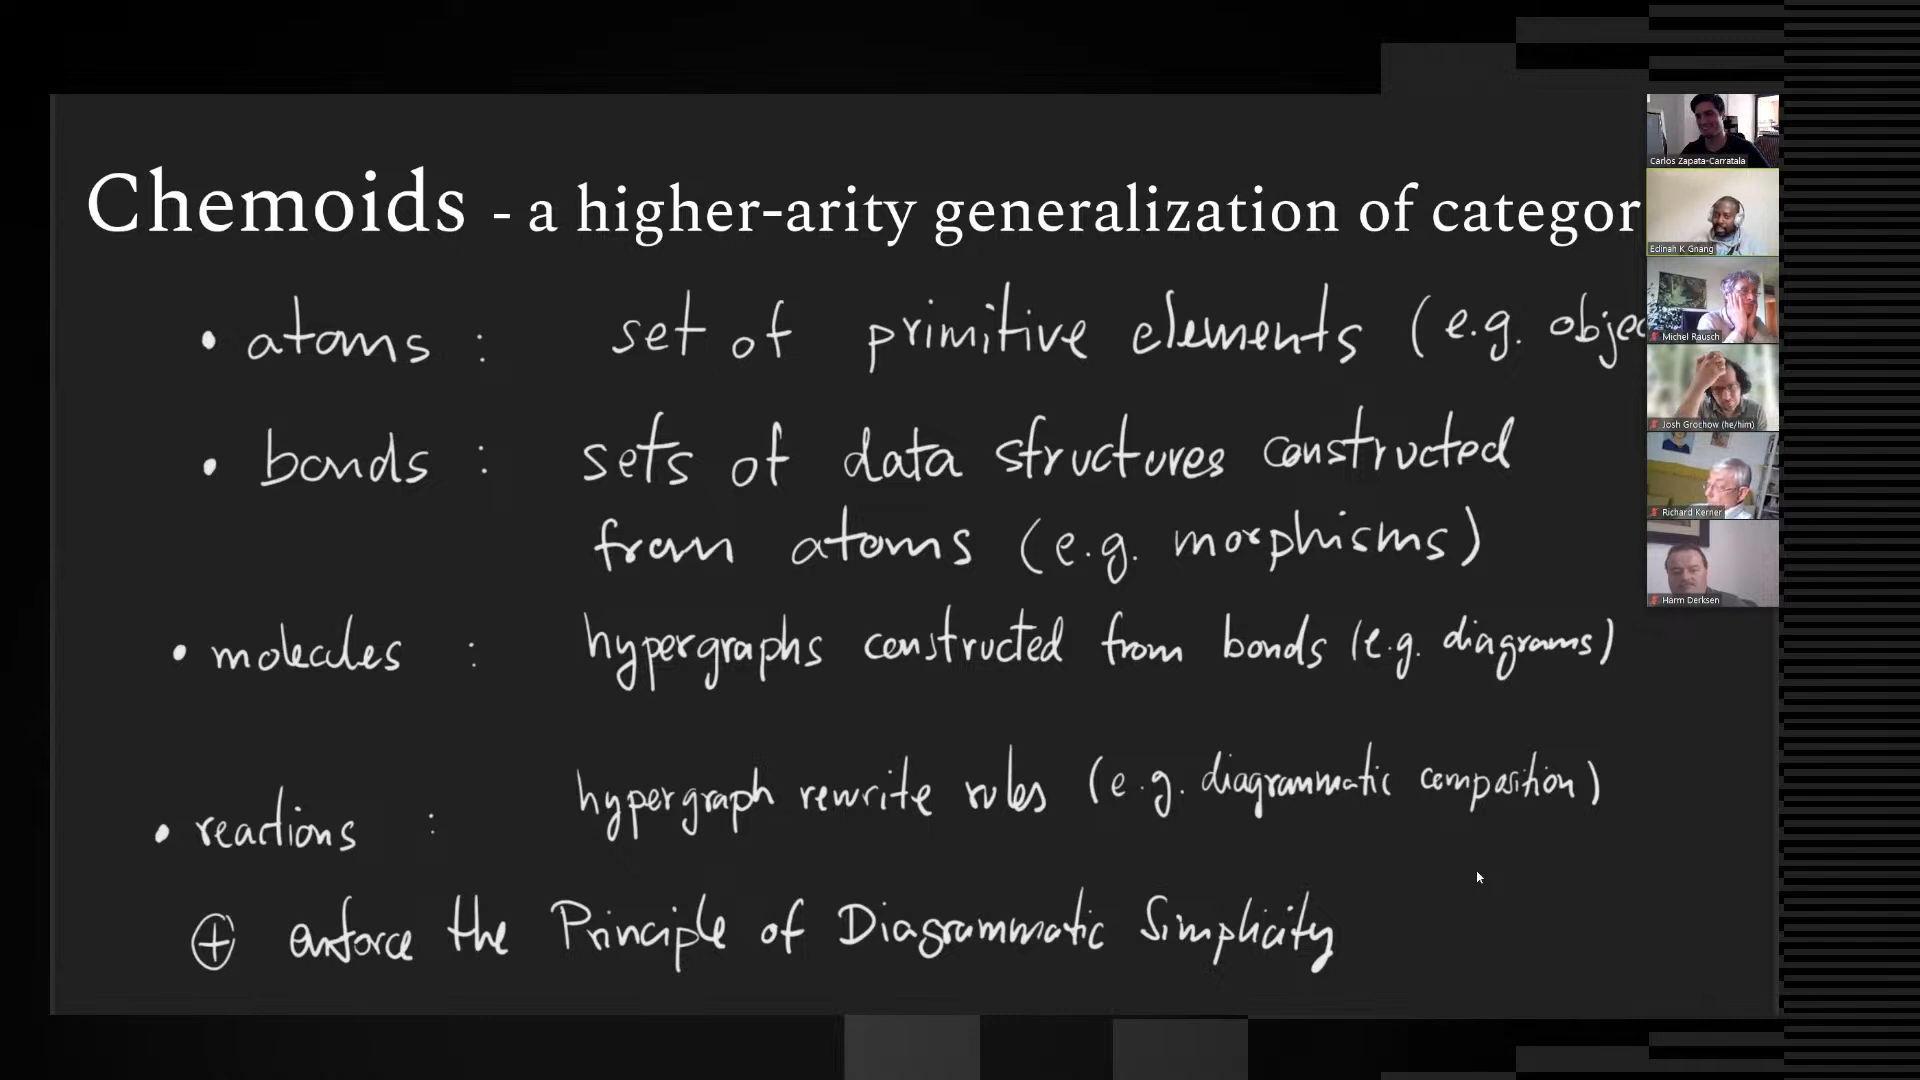 Chemoids - a higher-arity generalization of categor
• atoms : set of primitive elements (e.g. objec
• bonds : sets of data structures constructed
from atoms (e.g. morphisms)
• molecules : hypergraphs constructed from bonds (e.g. diagrams)
• reactions : hypergraph rewrite rules (e.g. diagrammatic composition)
⊕ enforce the Principle of Diagrammatic Simplicity
Carlos Zapata-Carratala
Edinah K Gnang
Michel Rausch
Josh Grochow (he/him)
Richard Kerner
Harm Derksen